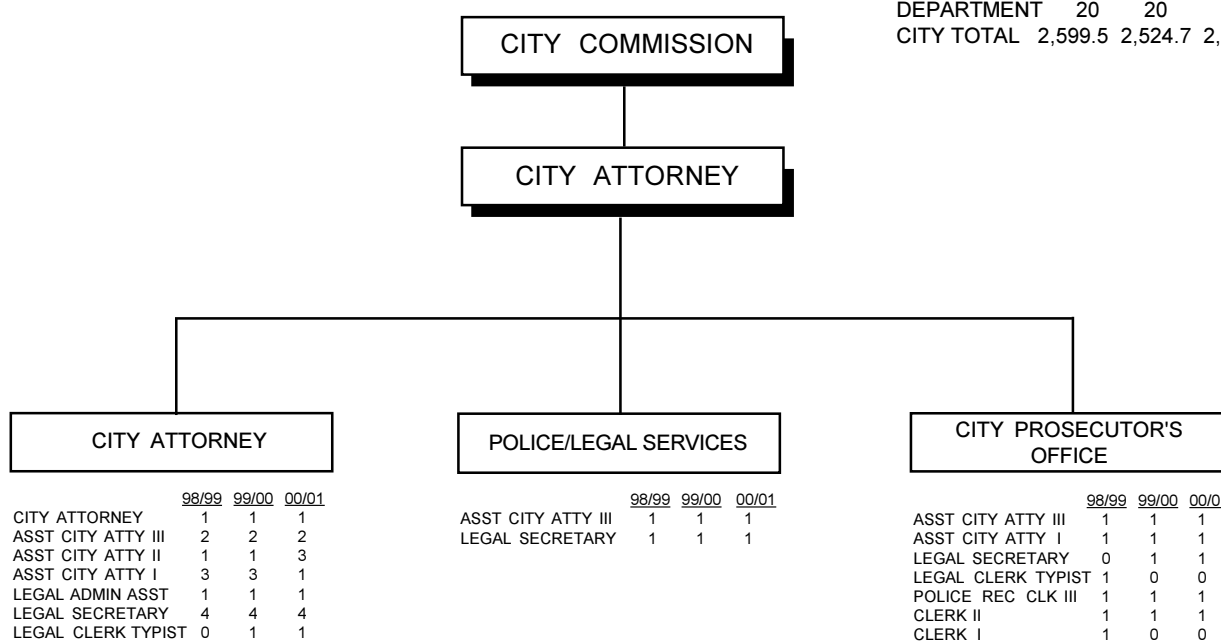 DEPARTMENT 20 20
CITY TOTAL 2,599.5 2,524.7 2,
CITY COMMISSION
CITY ATTORNEY
CITY ATTORNEY
98/99 99/00 00/01
CITY ATTORNEY 1 1 1
ASST CITY ATTY III 2 2 2
ASST CITY ATTY II 1 1 3
ASST CITY ATTY I 3 3 1
LEGAL ADMIN ASST 1 1 1
LEGAL SECRETARY 4 4 4
LEGAL CLERK TYPIST 0 1 1
POLICE/LEGAL SERVICES
98/99 99/00 00/01
ASST CITY ATTY III 1 1 1
LEGAL SECRETARY 1 1 1
CITY PROSECUTOR'S
OFFICE
98/99 99/00 00/0
ASST CITY ATTY III 1 1 1
ASST CITY ATTY I 1 1 1
LEGAL SECRETARY 0 1 1
LEGAL CLERK TYPIST 1 0 0
POLICE REC CLK III 1 1 1
CLERK II 1 1 1
CLERK I 1 0 0